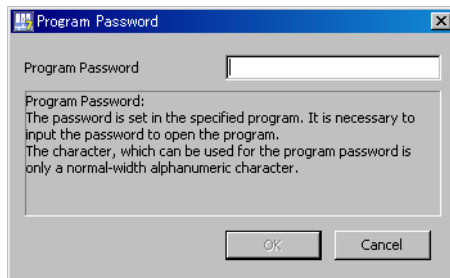 Program Password
Program Password
Program Password:
The password is set in the specified program. It is necessary to
input the password to open the program.
The character, which can be used for the program password is
only a normal-width alphanumeric character.
OK Cancel